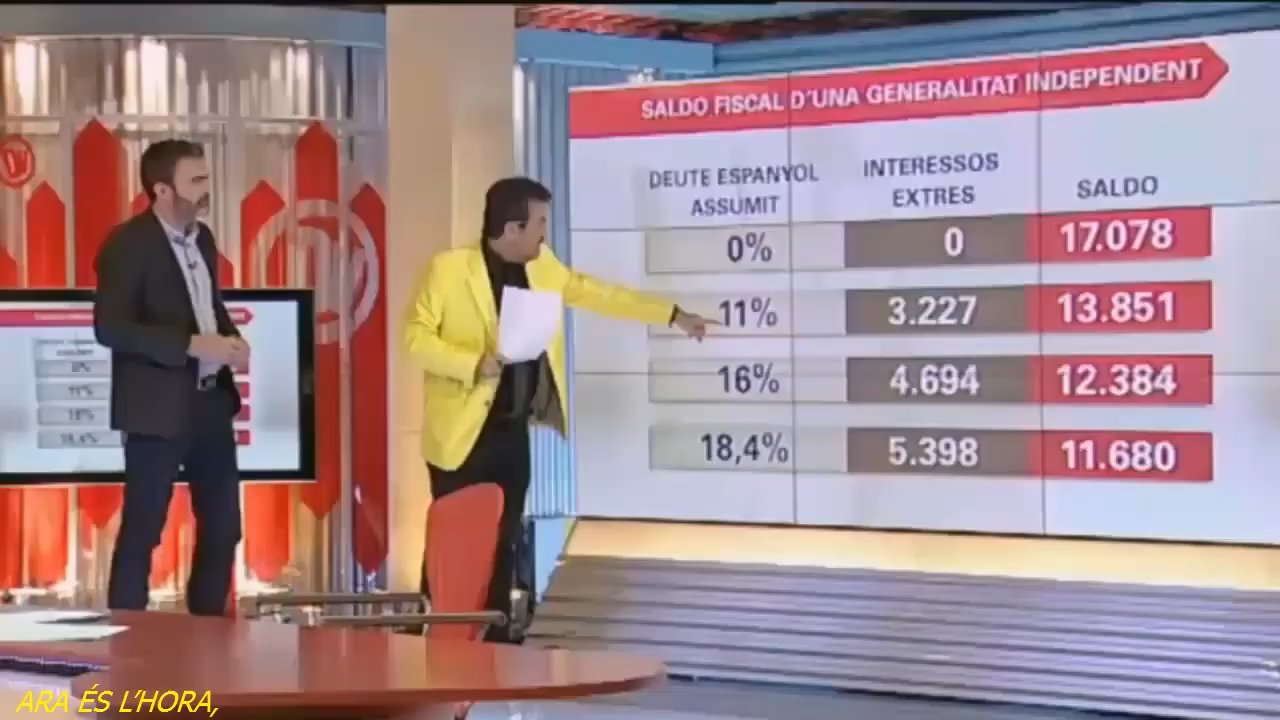 SALDO FISCAL D'UNA GENERALITAT INDEPENDENT
DEUTE ESPANYOL ASSUMIT
INTERESSOS EXTRES
SALDO
0% 0 17.078
11% 3.227 13.851
16% 4.694 12.384
18,4% 5.398 11.680
ARA ÉS L'HORA,